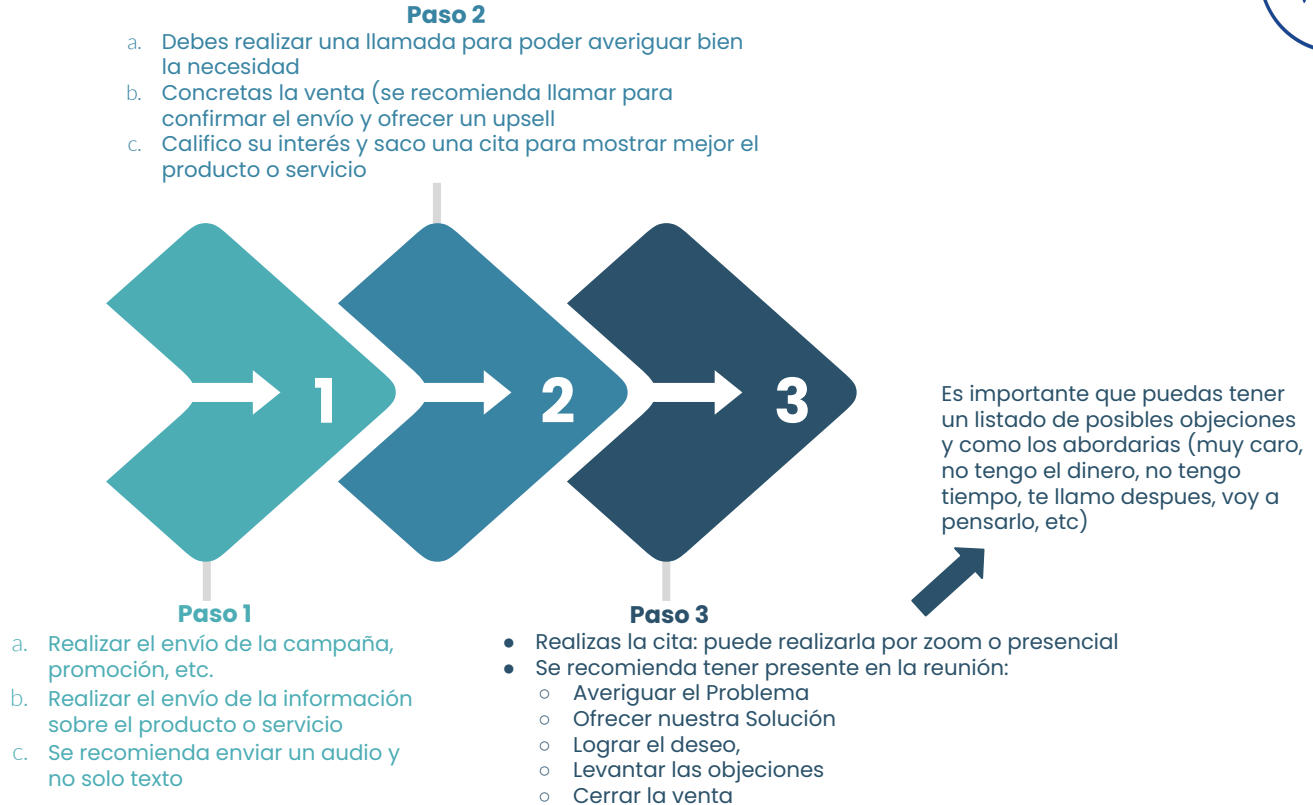 Paso 2
a. Debes realizar una llamada para poder averiguar bien
la necesidad
b. Concretas la venta (se recomienda llamar para
confirmar el envío y ofrecer un upsell
c. Califico su interés y saco una cita para mostrar mejor el
producto o servicio
1
2
3
Es importante que puedas tener
un listado de posibles objeciones
y como los abordarias (muy caro,
no tengo el dinero, no tengo
tiempo, te llamo despues, voy a
pensarlo, etc)
Paso 1
a. Realizar el envío de la campaña,
promoción, etc.
b. Realizar el envío de la información
sobre el producto o servicio
c. Se recomienda enviar un audio y
no solo texto
Paso 3
● Realizas la cita: puede realizarla por zoom o presencial
● Se recomienda tener presente en la reunión:
○ Averiguar el Problema
○ Ofrecer nuestra Solución
○ Lograr el deseo,
○ Levantar las objeciones
○ Cerrar la venta